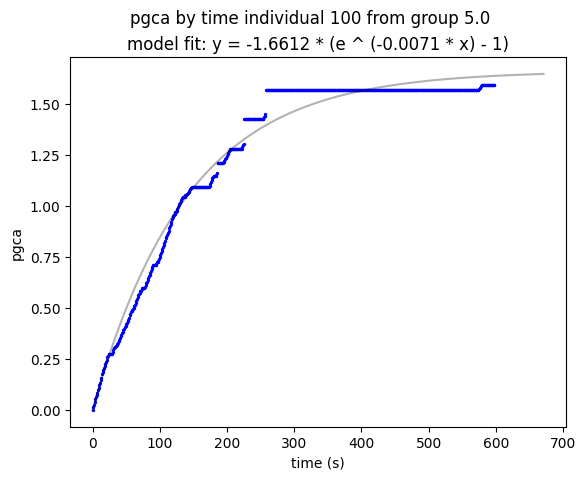 pgca by time individual 100 from group 5.0
model fit: y = -1.6612 * (e ^ (-0.0071 * x) - 1)
1.50
1.25
1.00
0.75
0.50
0.25
0.00
pgca
0 100 200 300 400 500 600 700
time (s)